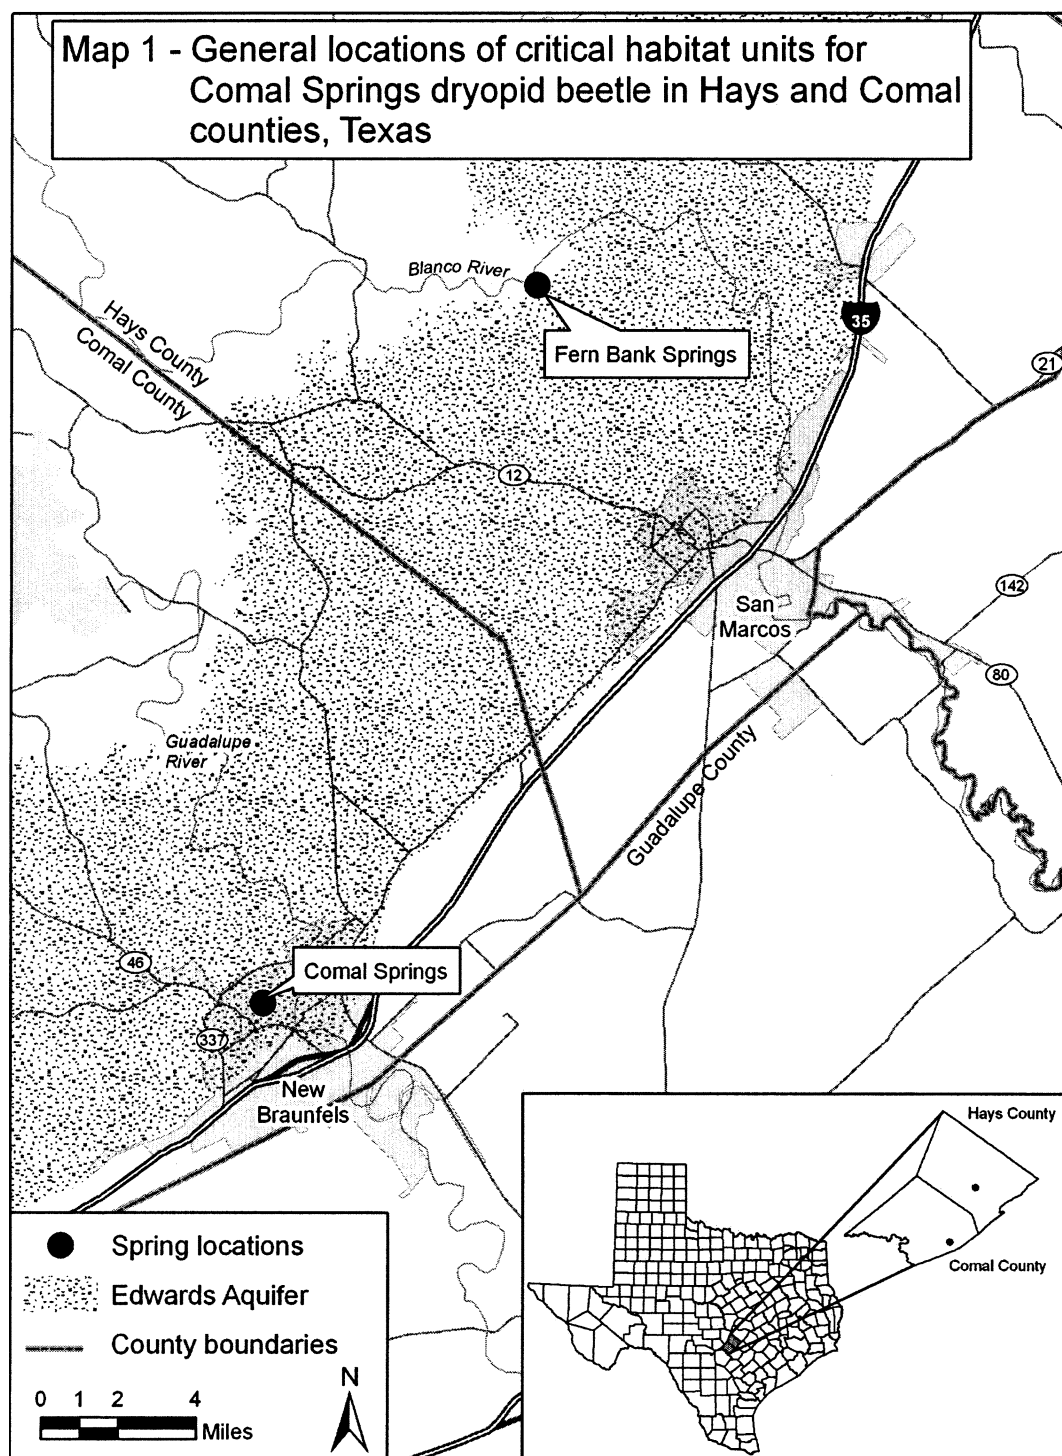 Map 1 - General locations of critical habitat units for
Comal Springs dryopid beetle in Hays and Comal
counties, Texas
Blanco River
Fern Bank Springs
35
21
Hays County
Comal County
12
142
San
Marcos
80
Guadalupe
River
Guadalupe County
46
Comal Springs
337
New
Braunfels
Hays County
Comal County
Spring locations
Edwards Aquifer
County boundaries
N
0 1 2 4
Miles